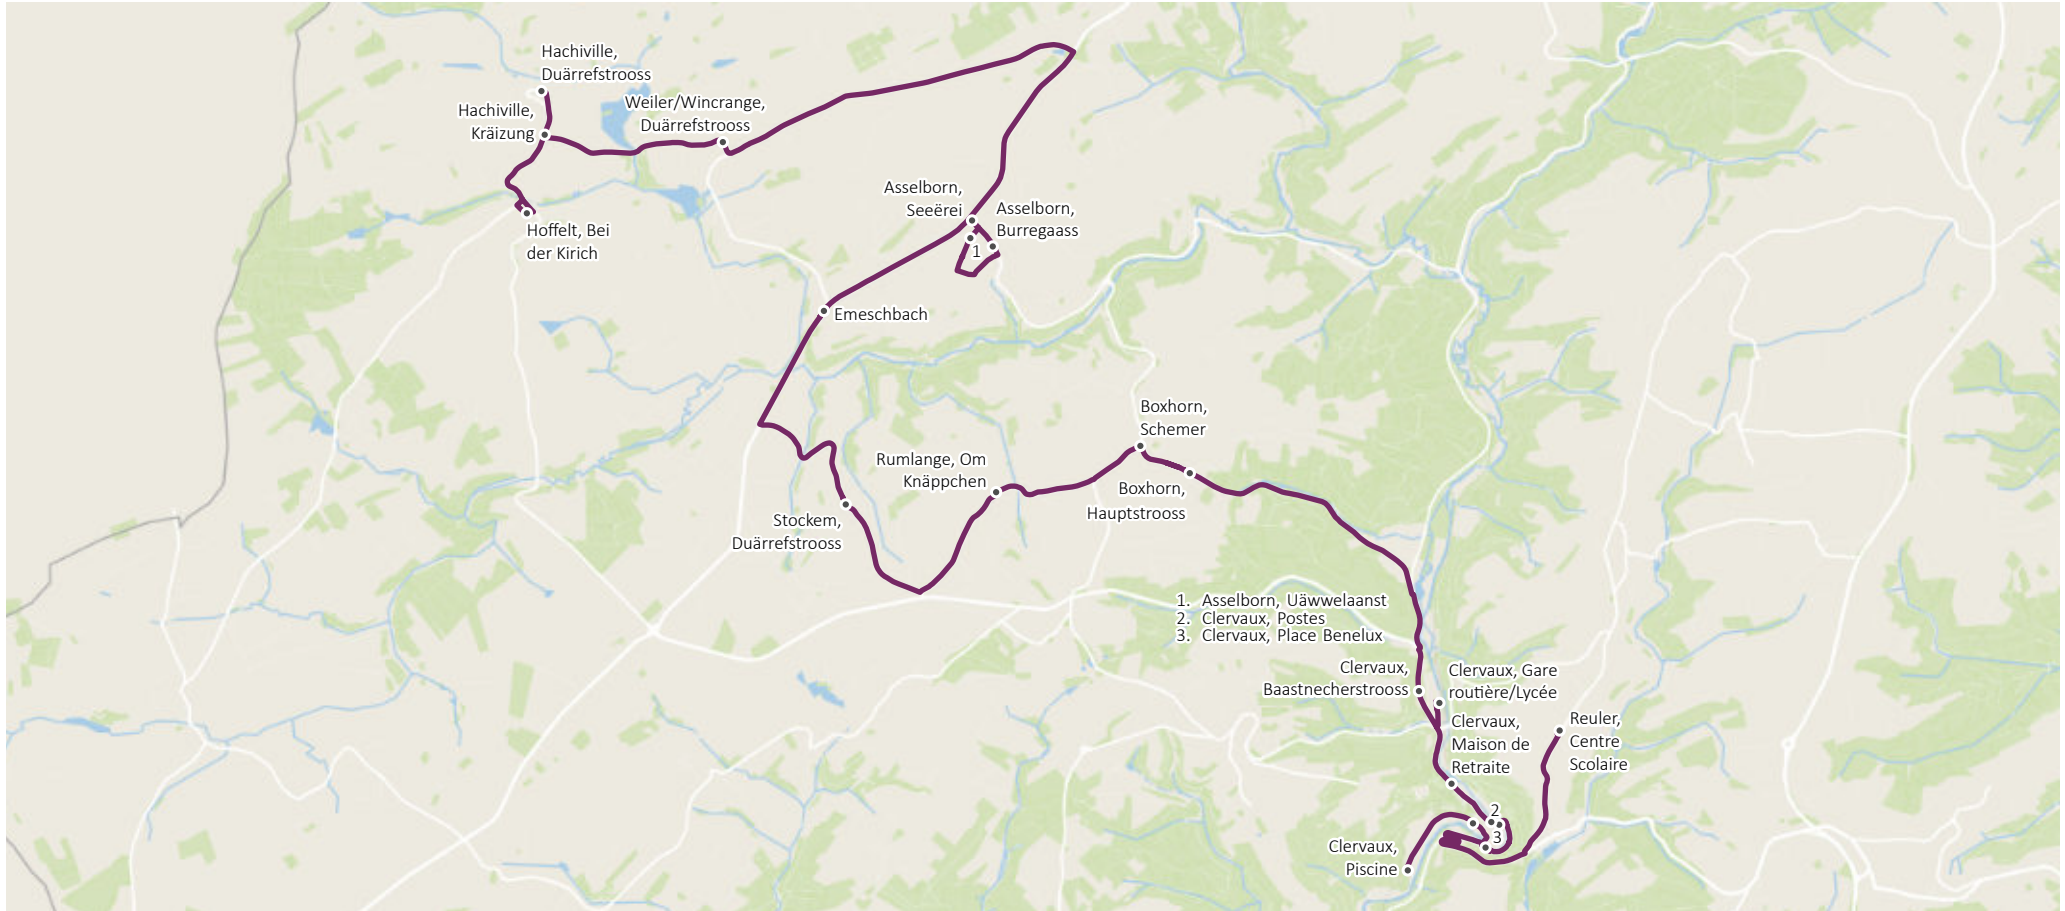 Hachiville,
Duärrefstrooss
Hachiville,
Kräizung
Weiler/Wincrange,
Duärrefstrooss
Hoffelt, Bei
der Kirich
Asselborn,
Seeërei
Asselborn,
Burregaass
1
Emeschbach
Boxhorn,
Schemer
Rumlange, Om
Knäppchen
Boxhorn,
Hauptstrooss
Stockem,
Duärrefstrooss
1. Asselborn, Uäwwelaanst
2. Clervaux, Postes
3. Clervaux, Place Benelux
Clervaux,
Baastnecherstrooss
Clervaux, Gare
routière/Lycée
Clervaux,
Maison de
Retraite
Reuler,
Centre
Scolaire
2
3
Clervaux,
Piscine